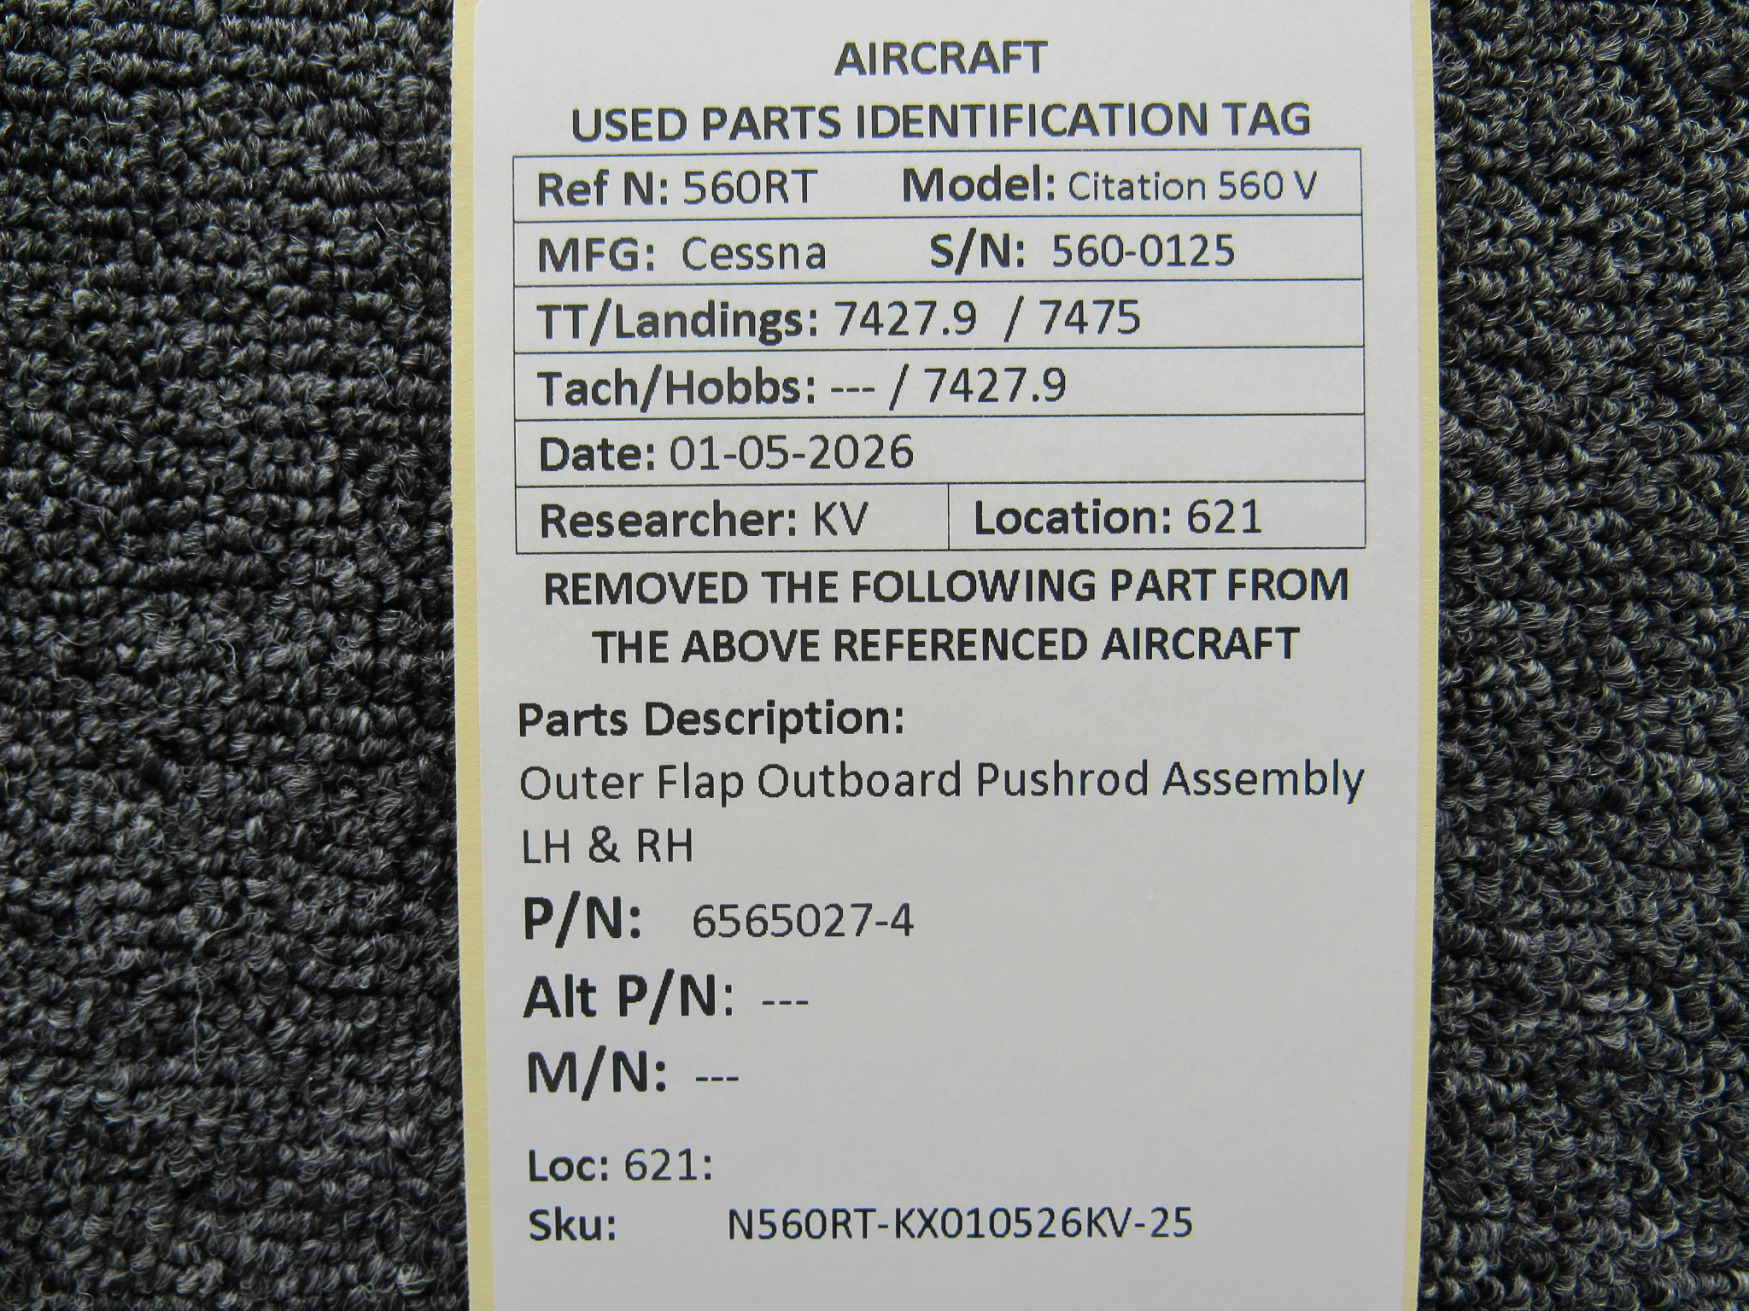 AIRCRAFT
USED PARTS IDENTIFICATION TAG
Ref N: 560RT Model: Citation 560 V
MFG: Cessna S/N: 560-0125
TT/Landings: 7427.9 / 7475
Tach/Hobbs: --- / 7427.9
Date: 01-05-2026
Researcher: KV Location: 621
REMOVED THE FOLLOWING PART FROM
THE ABOVE REFERENCED AIRCRAFT
Parts Description:
Outer Flap Outboard Pushrod Assembly
LH & RH
P/N: 6565027-4
Alt P/N: ---
M/N: ---
Loc: 621:
Sku: N560RT-KX010526KV-25